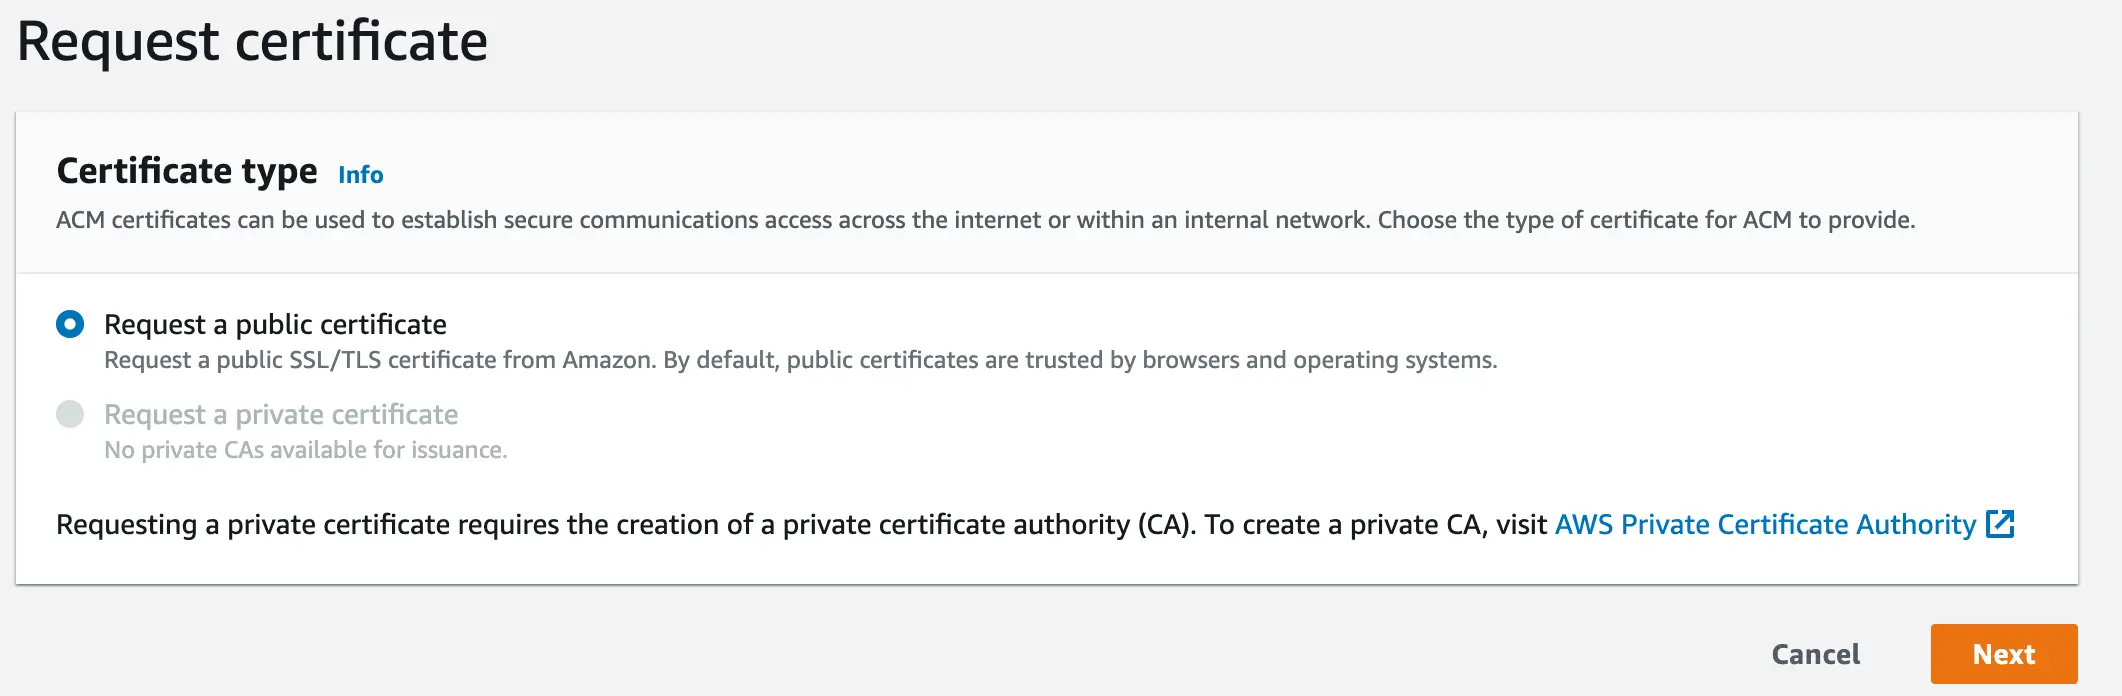 Request certificate
Certificate type Info
ACM certificates can be used to establish secure communications access across the internet or within an internal network. Choose the type of certificate for ACM to provide.
Request a public certificate
Request a public SSL/TLS certificate from Amazon. By default, public certificates are trusted by browsers and operating systems.
Request a private certificate
No private CAs available for issuance.
Requesting a private certificate requires the creation of a private certificate authority (CA). To create a private CA, visit AWS Private Certificate Authority
Cancel Next